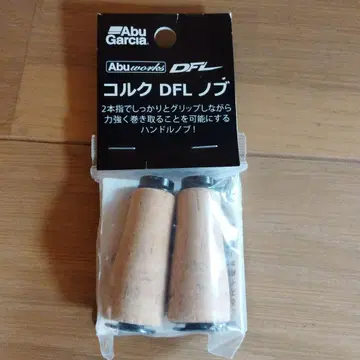 Abu
Garcia®
Abu works DFL
コルク DFL ノブ
2本指でしっかりとグリップしながら
力強く巻き取ることを可能にする
ハンドルノブ！